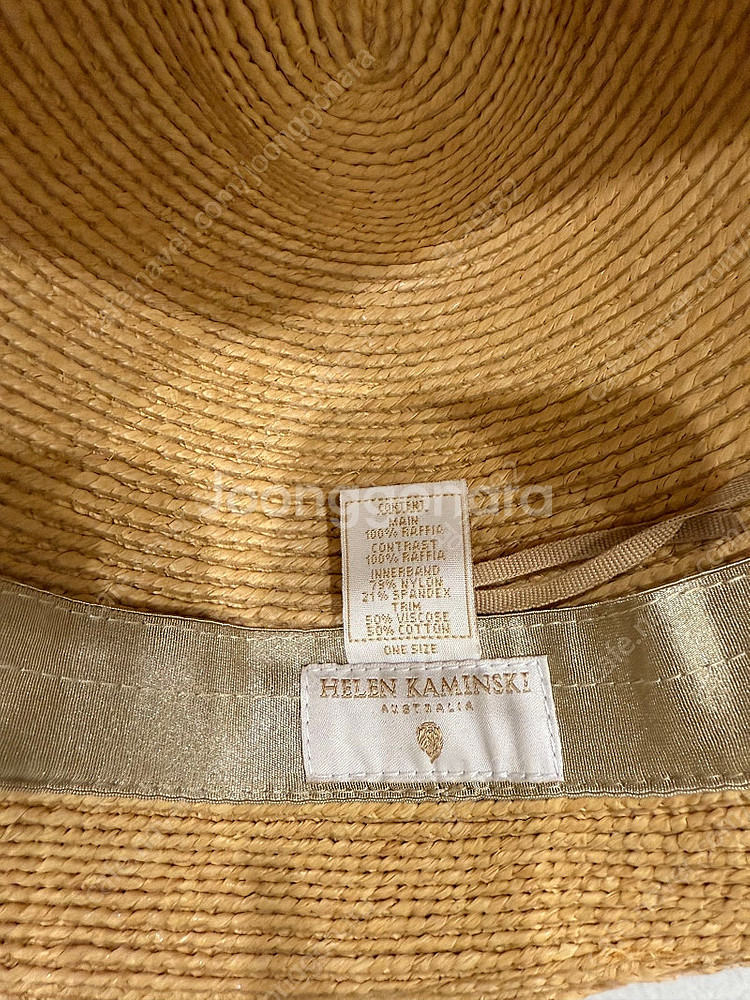 Joonggonara
CONTENT
MAIN
100% RAFFIA
CONTRAST
100% RAFFIA
INNERBAND
79% NYLON
21% SPANDEX
TRIM
50% VISCOSE
50% COTTON
ONE SIZE
HELEN KAMINSKI
AUSTRALIA